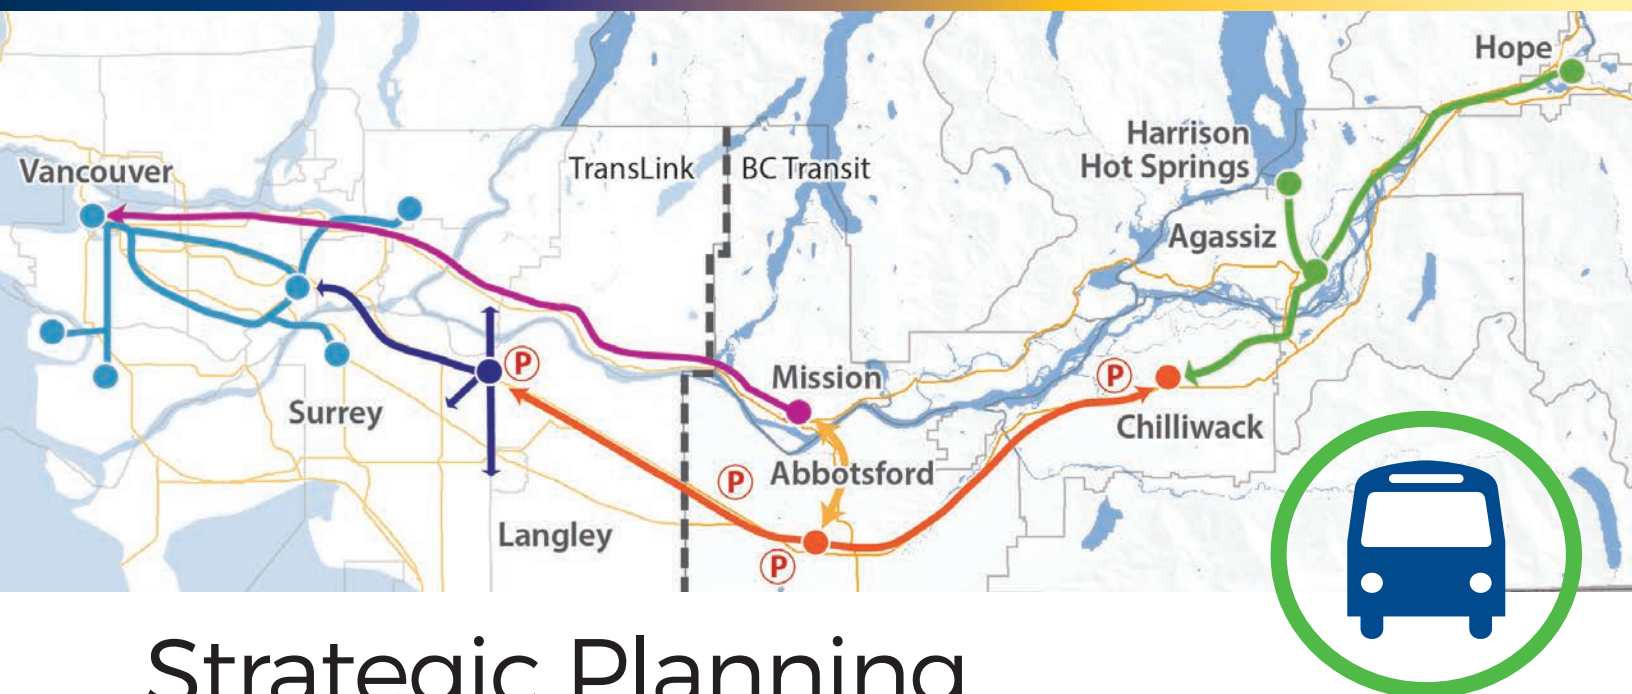 Hope
Harrison
Hot Springs
Vancouver
TransLink
BC Transit
Agassiz
P
Mission
P
Surrey
Chilliwack
P
Abbotsford
Langley
P
Strategic Planning